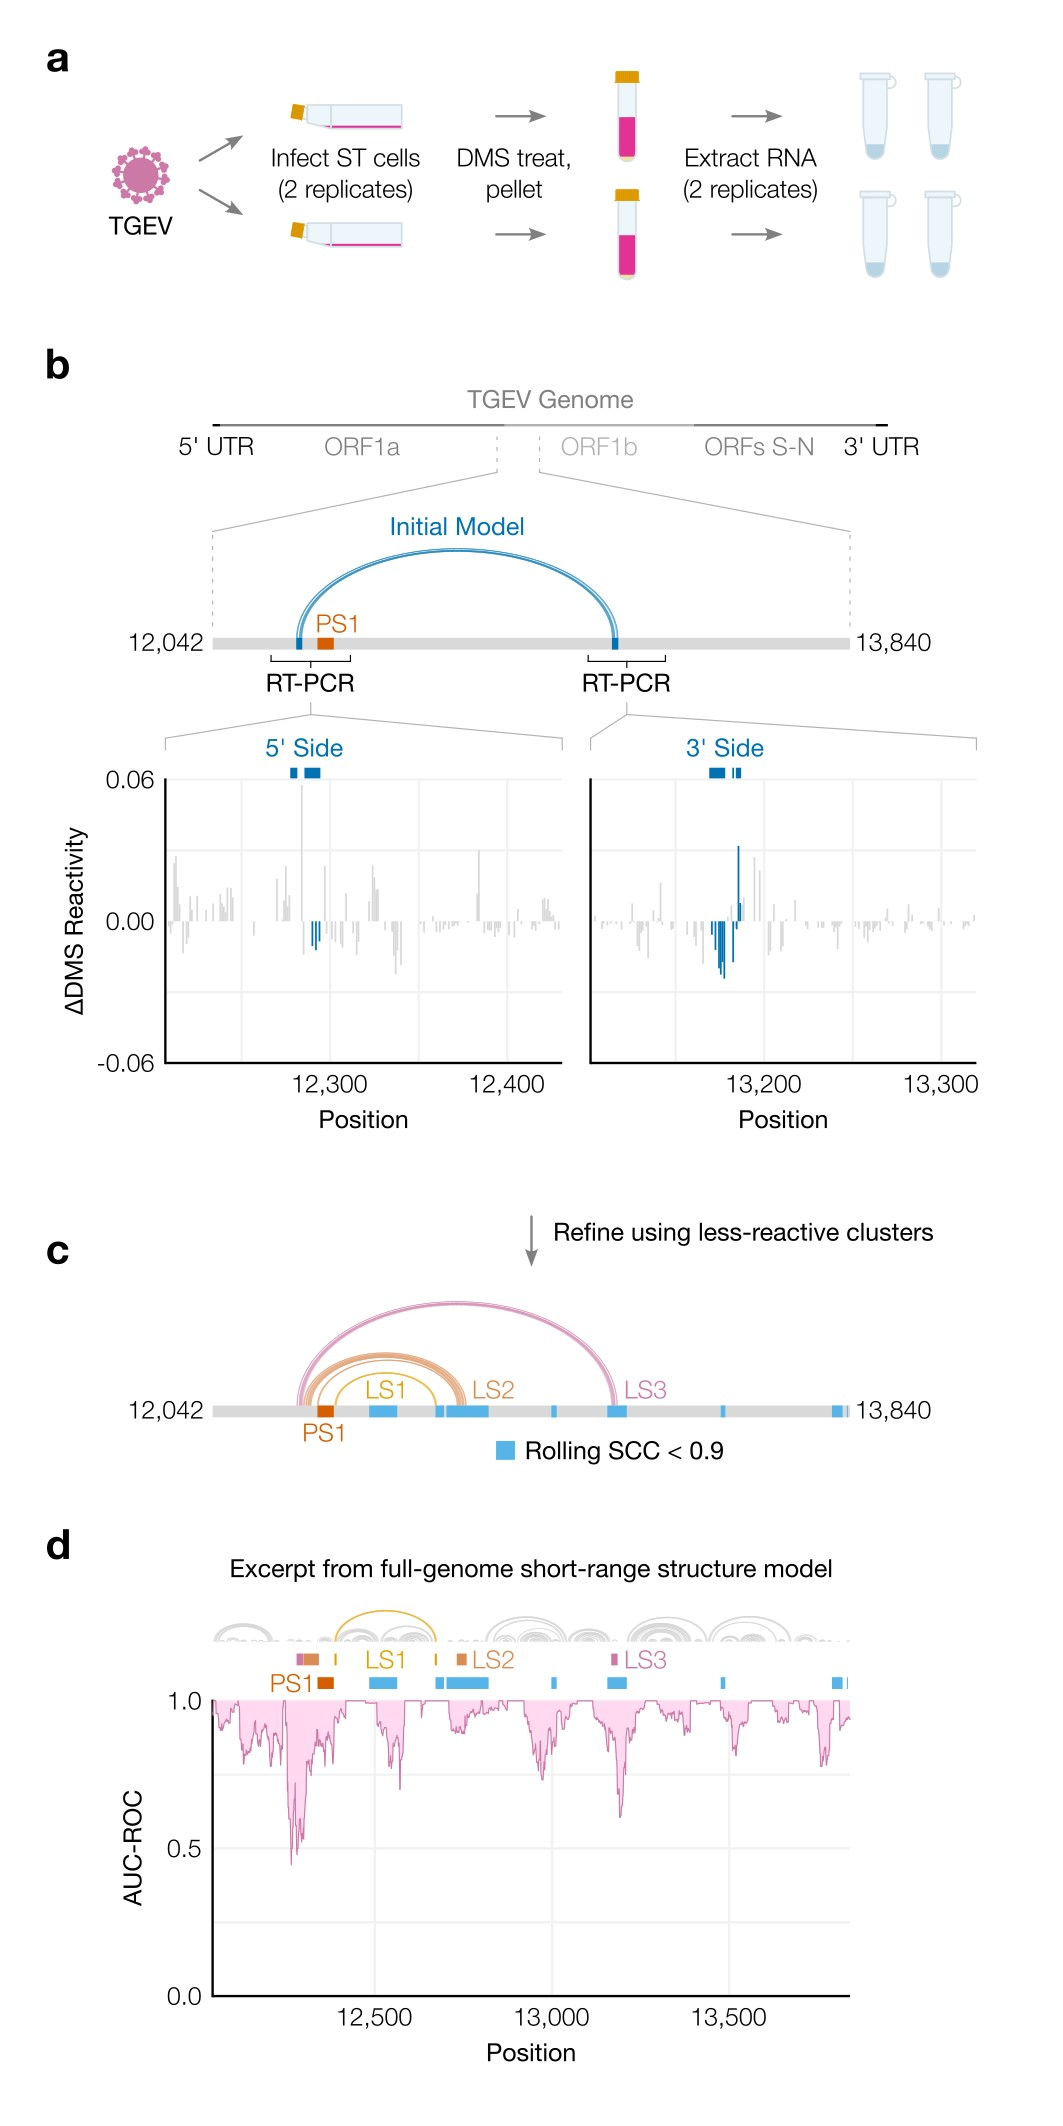 a
TGEV
Infect ST cells
(2 replicates)
DMS treat,
pellet
Extract RNA
(2 replicates)
b
TGEV Genome
5' UTR
ORF1a
ORF1b
ORFs S-N
3' UTR
Initial Model
PS1
12,042
13,840
RT-PCR
RT-PCR
5' Side
3' Side
0.06
0.00
-0.06
ΔDMS Reactivity
12,300
12,400
13,200
13,300
Position
Position
Refine using less-reactive clusters
c
LS1
LS2
LS3
12,042
13,840
PS1
Rolling SCC < 0.9
d
Excerpt from full-genome short-range structure model
LS1
LS2
LS3
PS1
1.0
0.5
0.0
AUC-ROC
12,500
13,000
13,500
Position